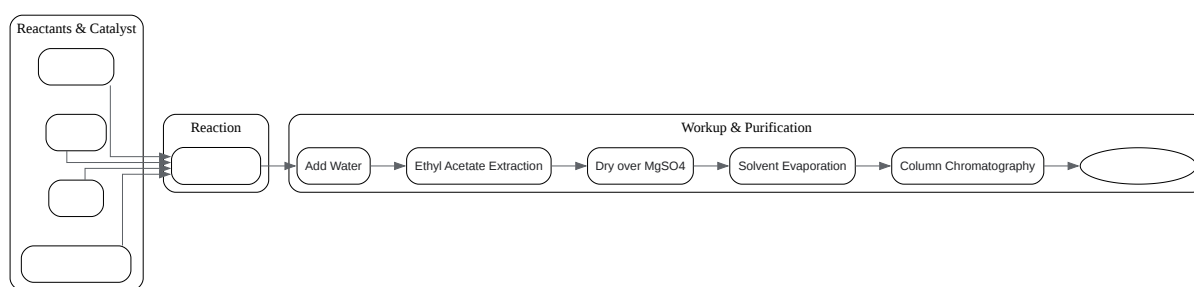 Reactants & Catalyst
Reaction
Workup & Purification
Add Water
Ethyl Acetate Extraction
Dry over MgSO4
Solvent Evaporation
Column Chromatography